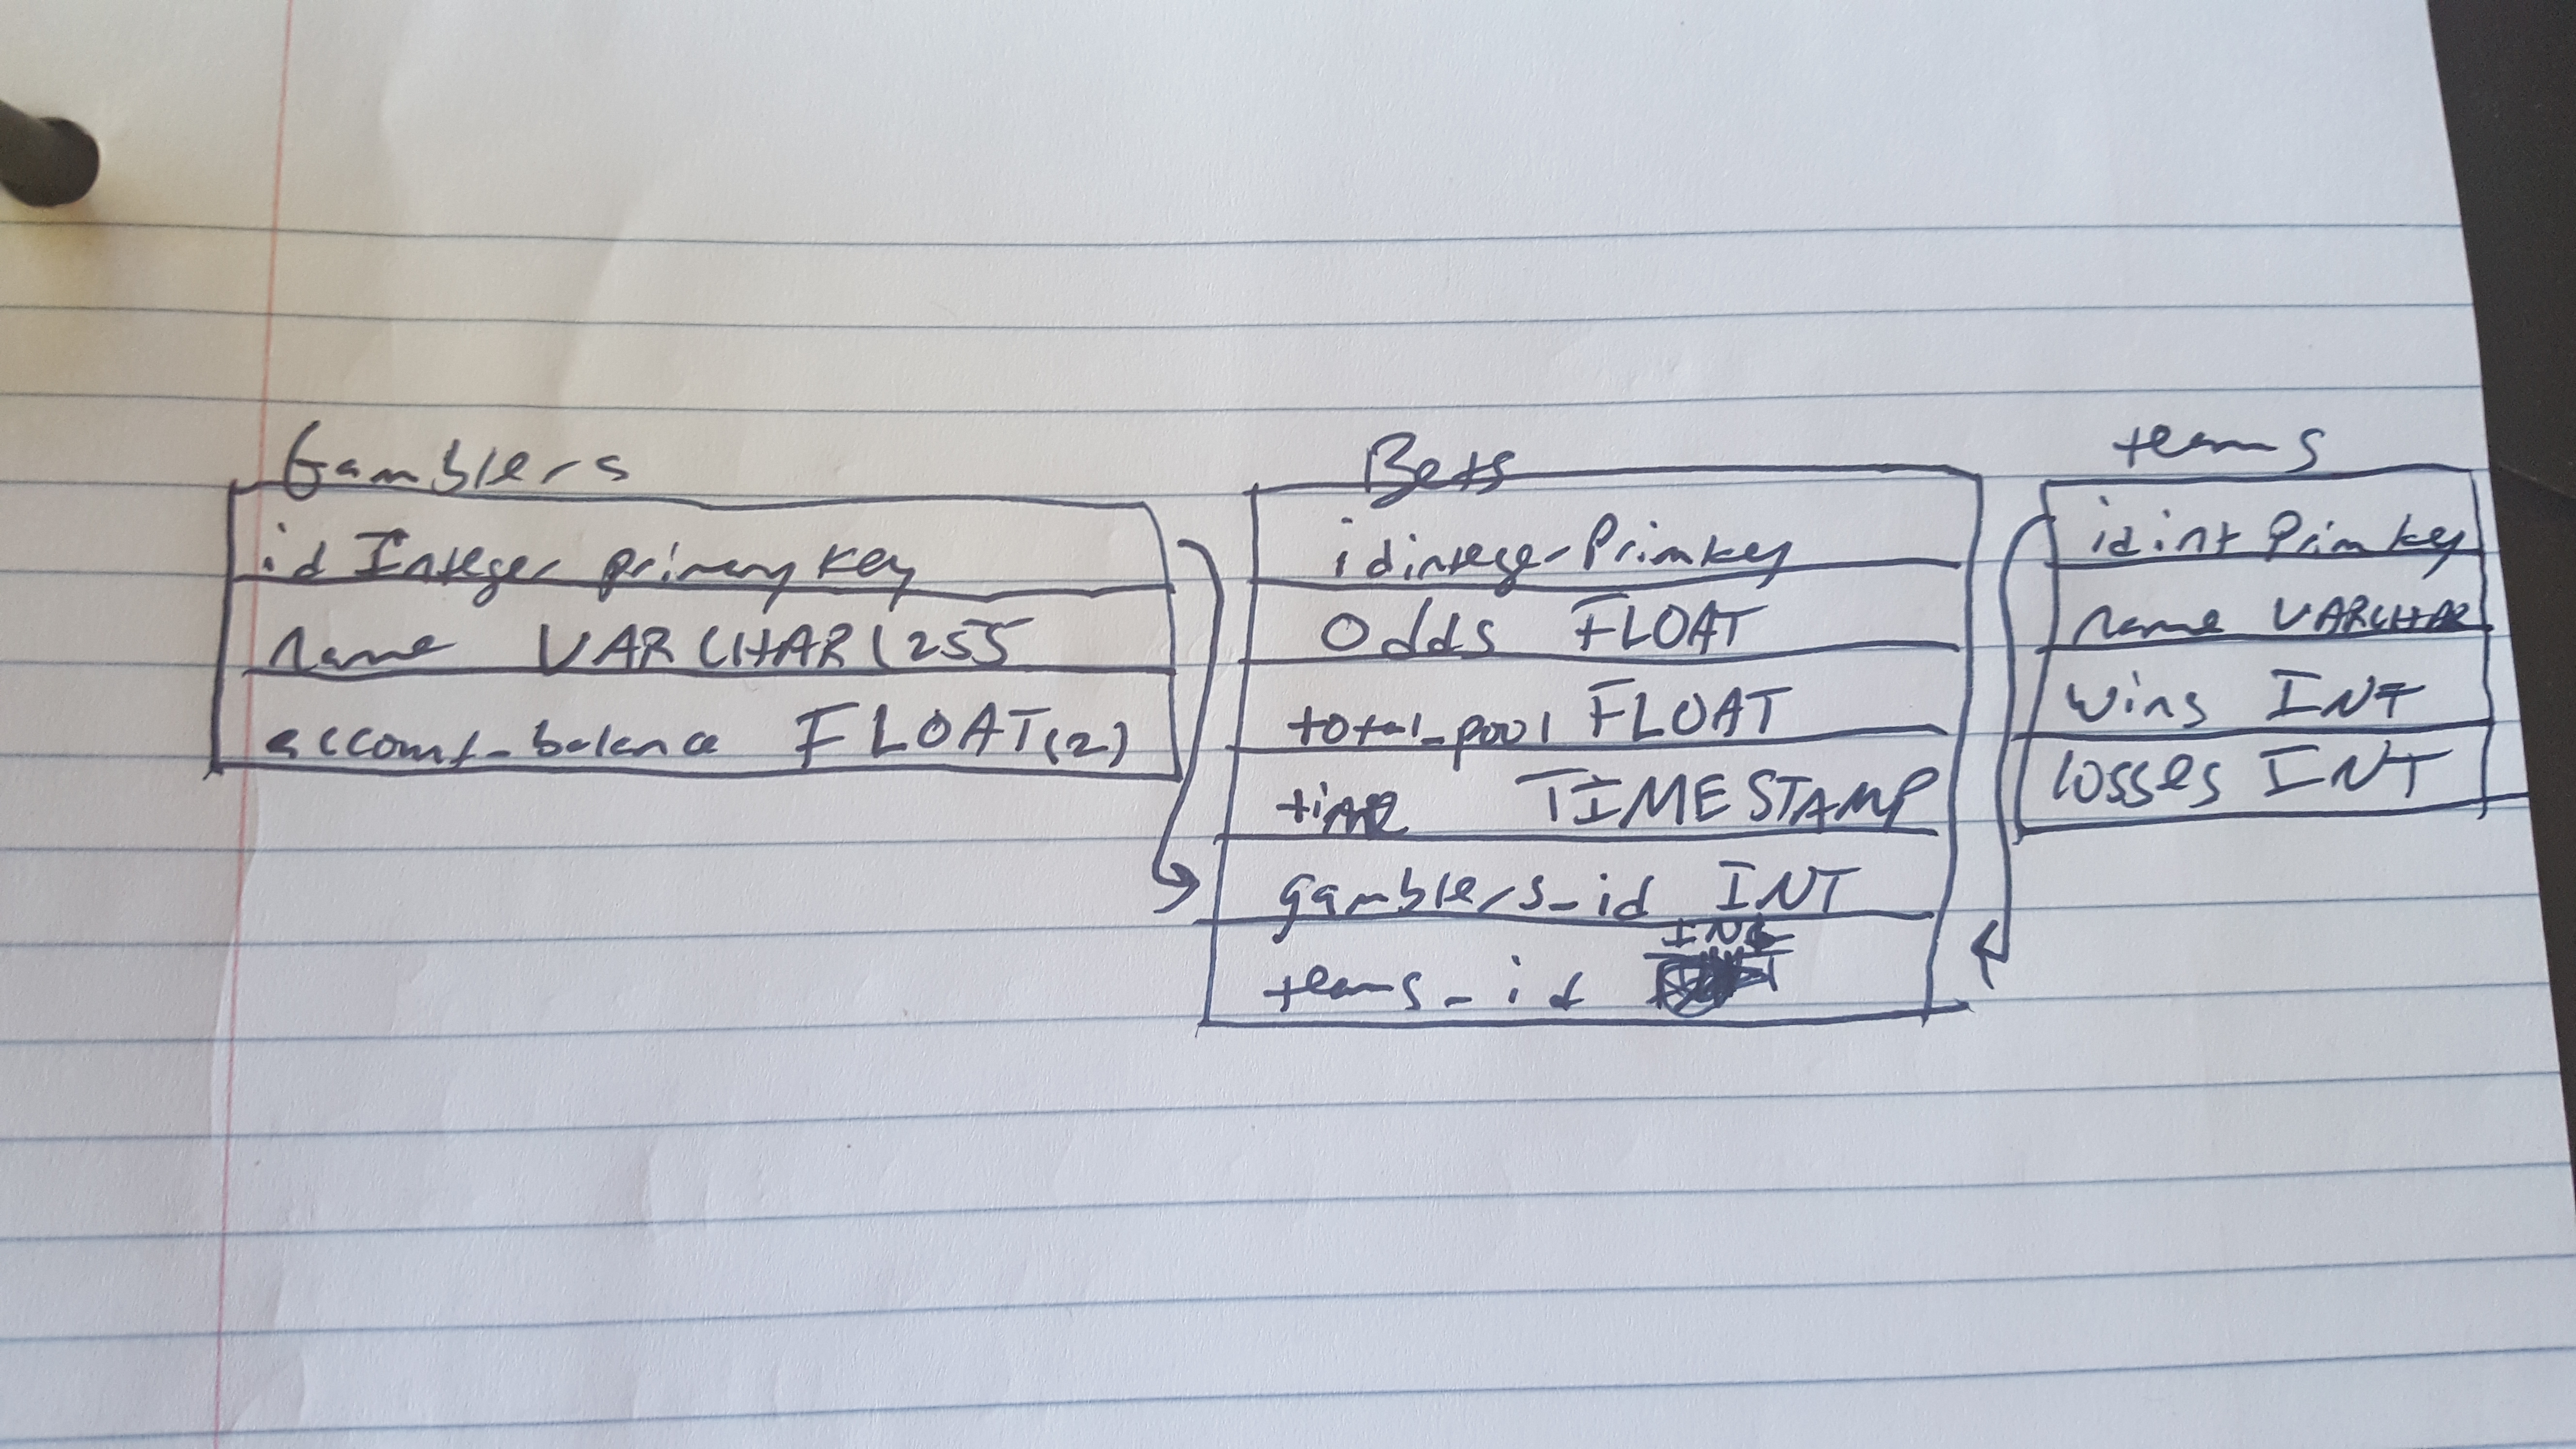 Gamblers
id Integer primary key
name VARCHAR(255
account_balance FLOAT(2)
Bets
id integer Prim key
Odds FLOAT
total_pool FLOAT
time TIMESTAMP
gamblers_id INT
teams_id INT
teams
id int Prim key
name VARCHAR
wins INT
losses INT